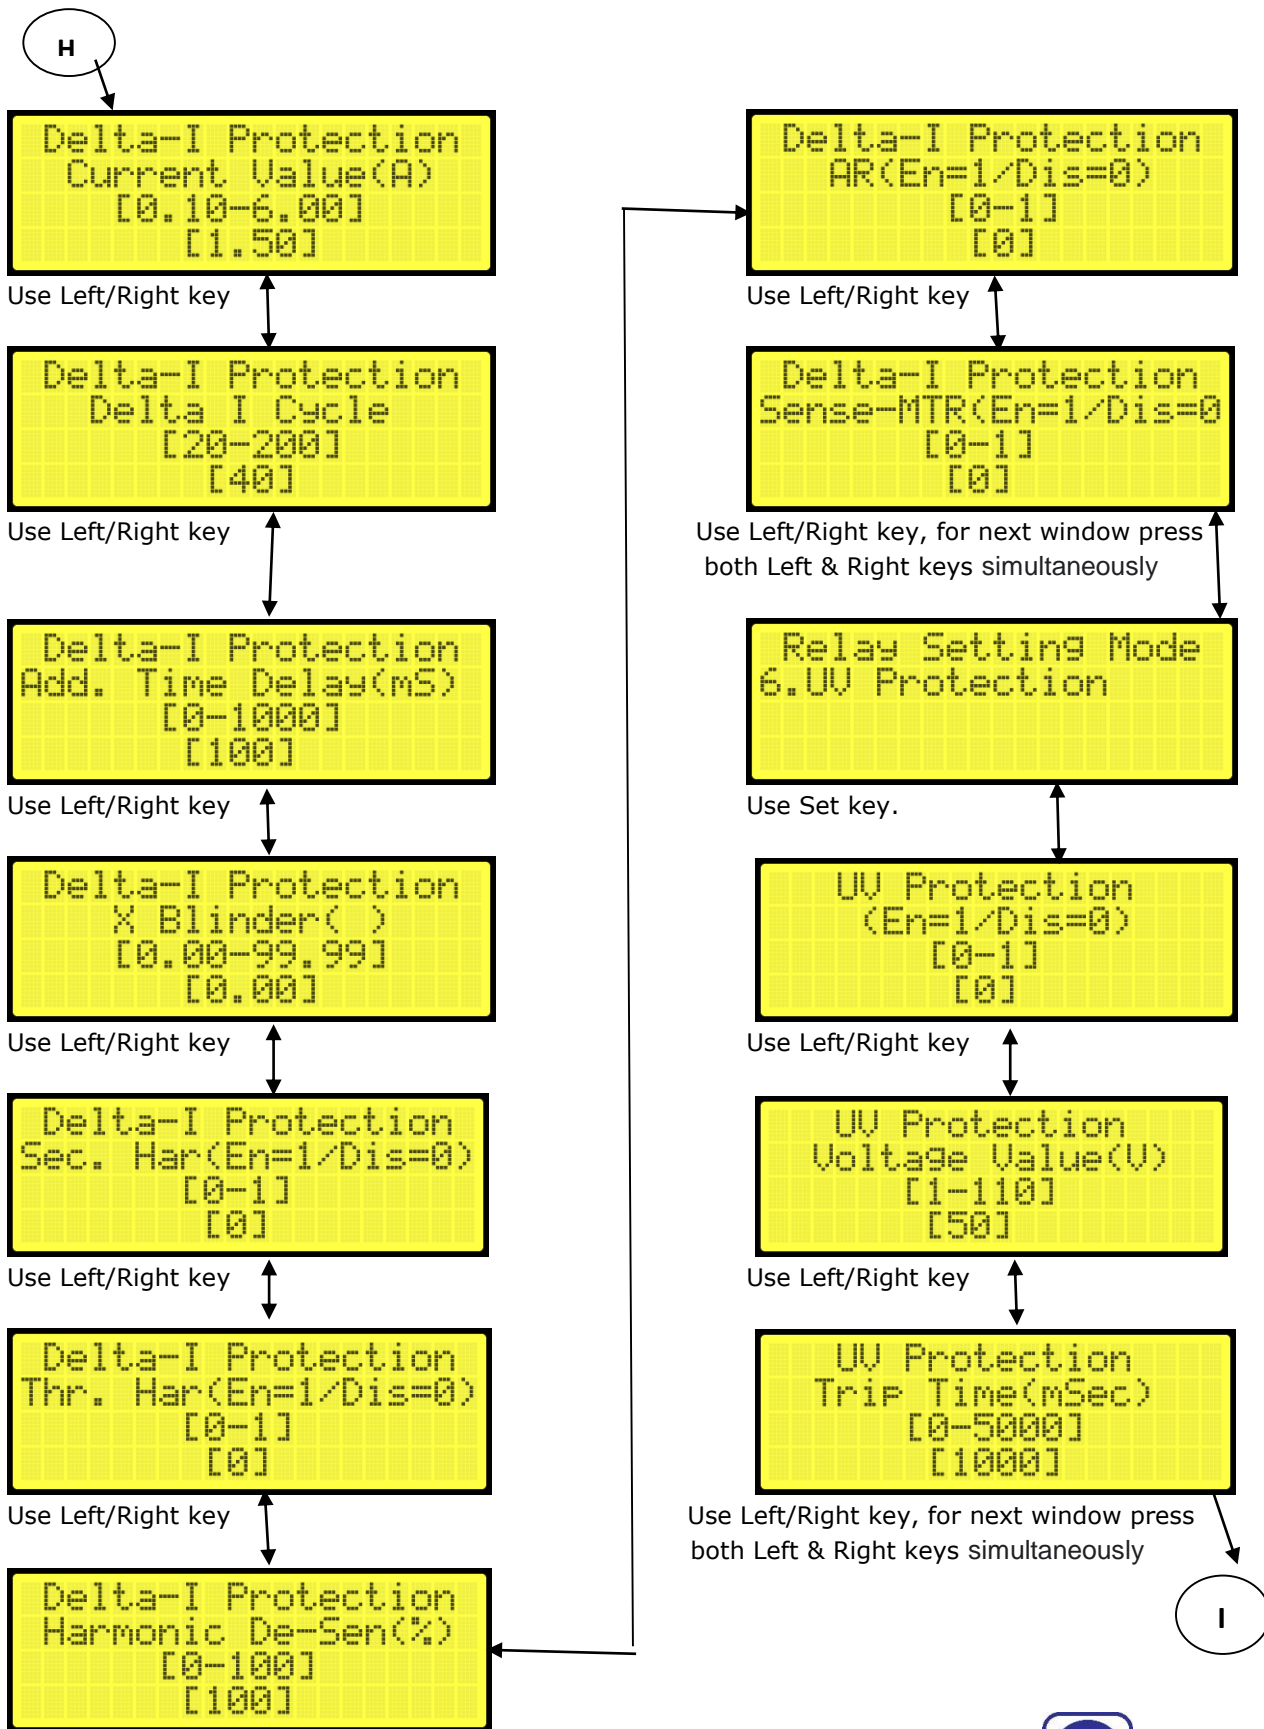 H
Delta-I Protection
Current Value(A)
[0.10-6.00]
[1.50]
Use Left/Right key
Delta-I Protection
Delta I Cycle
[20-200]
[40]
Use Left/Right key
Delta-I Protection
Add. Time Delay(mS)
[0-1000]
[100]
Use Left/Right key
Delta-I Protection
X Blinder( )
[0.00-99.99]
[0.00]
Use Left/Right key
Delta-I Protection
Sec. Har(En=1/Dis=0)
[0-1]
[0]
Use Left/Right key
Delta-I Protection
Thr. Har(En=1/Dis=0)
[0-1]
[0]
Use Left/Right key
Delta-I Protection
Harmonic De-Sen(%)
[0-100]
[100]
Delta-I Protection
AR(En=1/Dis=0)
[0-1]
[0]
Use Left/Right key
Delta-I Protection
Sense-MTR(En=1/Dis=0
[0-1]
[0]
Use Left/Right key, for next window press
both Left & Right keys simultaneously
Relay Setting Mode
6.UV Protection
Use Set key.
UV Protection
(En=1/Dis=0)
[0-1]
[0]
Use Left/Right key
UV Protection
Voltage Value(V)
[1-110]
[50]
Use Left/Right key
UV Protection
Trip Time(mSec)
[0-5000]
[1000]
Use Left/Right key, for next window press
both Left & Right keys simultaneously
I